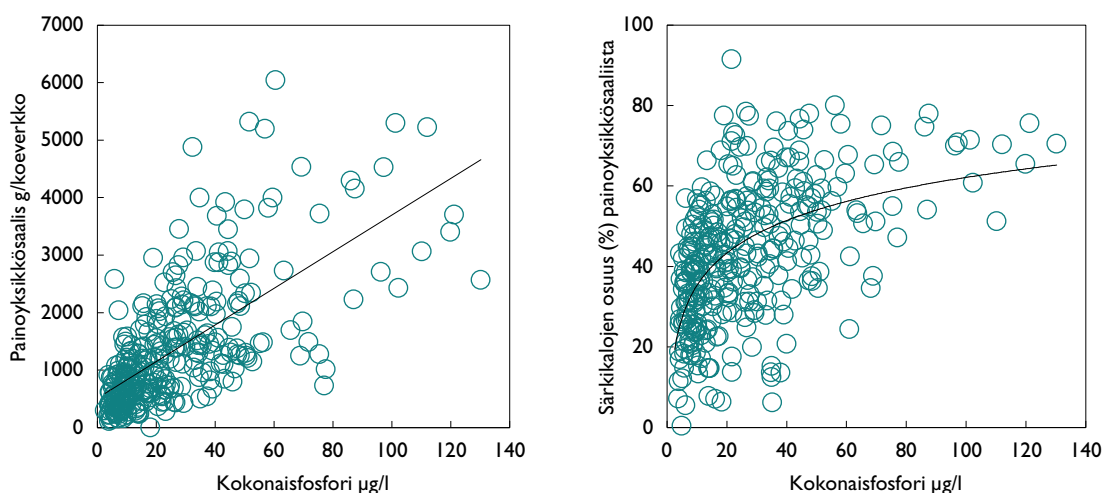 Painoyksikkösaalis g/koeverkko
7000
6000
5000
4000
3000
2000
1000
0
0 20 40 60 80 100 120 140
Kokonaisfosfori µg/l
Särkikalojen osuus (%) painoyksikkösaaliista
100
80
60
40
20
0
0 20 40 60 80 100 120 140
Kokonaisfosfori µg/l